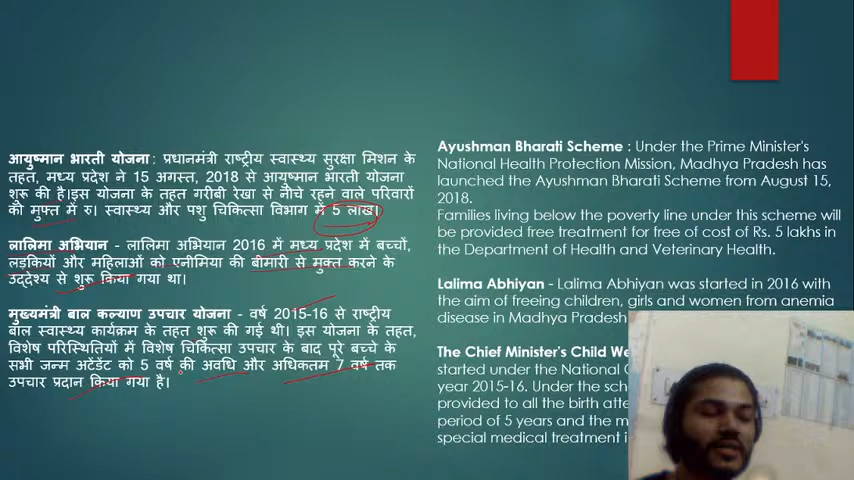 आयुष्मान भारती योजना : प्रधानमंत्री राष्ट्रीय स्वास्थ्य सुरक्षा मिशन के
तहत, मध्य प्रदेश ने 15 अगस्त, 2018 से आयुष्मान भारती योजना
शुरू की है।इस योजना के तहत गरीबी रेखा से नीचे रहने वाले परिवारों
को मुफ्त में रु। स्वास्थ्य और पशु चिकित्सा विभाग में 5 लाख।
लालिमा अभियान - लालिमा अभियान 2016 में मध्य प्रदेश में बच्चों,
लड़कियों और महिलाओं को एनीमिया की बीमारी से मुक्त करने के
उद्देश्य से शुरू किया गया था।
मुख्यमंत्री बाल कल्याण उपचार योजना - वर्ष 2015-16 से राष्ट्रीय
बाल स्वास्थ्य कार्यक्रम के तहत शुरू की गई थी। इस योजना के तहत,
विशेष परिस्थितियों में विशेष चिकित्सा उपचार के बाद पूरे बच्चे के
सभी जन्म अटेंडेंट को 5 वर्ष की अवधि और अधिकतम 7 वर्ष तक
उपचार प्रदान किया गया है।
Ayushman Bharati Scheme : Under the Prime Minister's
National Health Protection Mission, Madhya Pradesh has
launched the Ayushman Bharati Scheme from August 15,
2018.
Families living below the poverty line under this scheme will
be provided free treatment for free of cost of Rs. 5 lakhs in
the Department of Health and Veterinary Health.
Lalima Abhiyan - Lalima Abhiyan was started in 2016 with
the aim of freeing children, girls and women from anemia
disease in Madhya Pradesh
The Chief Minister's Child
started under the National
year 2015-16. Under the
provided to all the birth
period of 5 years and the
special medical treatment